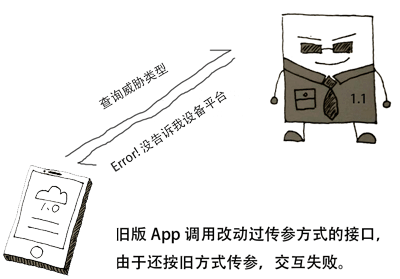 查询威胁类型
1.1
Error! 没告诉我设备平台
1.0
旧版 App 调用改动过传参方式的接口，
由于还按旧方式传参，交互失败。